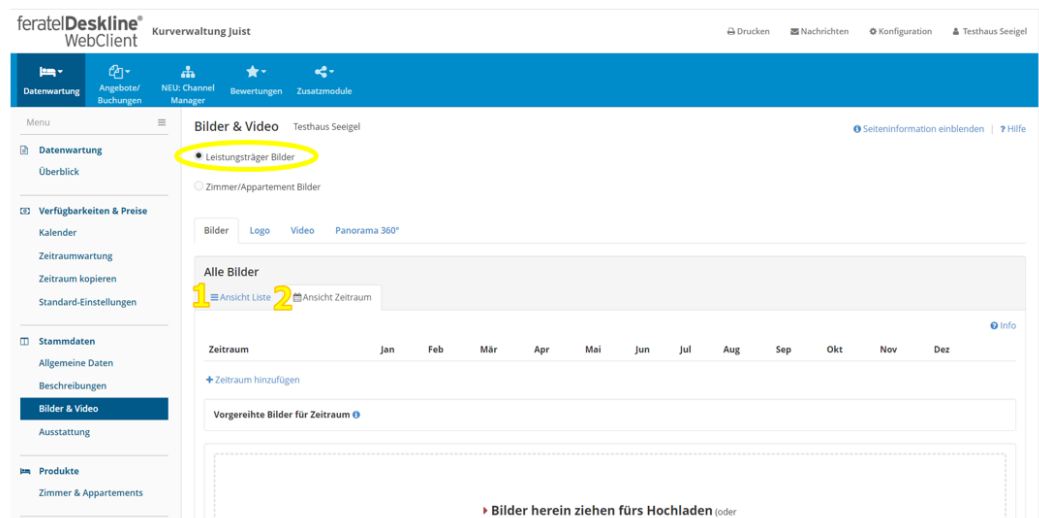 feratelDeskline® Kurverwaltung Juist Drucken Nachrichten Konfiguration Testhaus Seeigel
WebClient
Datenwartung
Angebote/
Buchungen
NEU: Channel
Manager
Bewertungen
Zusatzmodule
Menu
Datenwartung
Überblick
Verfügbarkeiten & Preise
Kalender
Zeitraumwartung
Zeitraum kopieren
Standard-Einstellungen
Stammdaten
Allgemeine Daten
Beschreibungen
Bilder & Video
Ausstattung
Produkte
Zimmer & Appartements
Bilder & Video Testhaus Seeigel Seiteninformation einblenden | ? Hilfe
Leistungsträger Bilder
Zimmer/Appartement Bilder
Bilder Logo Video Panorama 360°
Alle Bilder
1 Ansicht Liste 2 Ansicht Zeitraum
Info
Zeitraum Jan Feb Mär Apr Mai Jun Jul Aug Sep Okt Nov Dez
+ Zeitraum hinzufügen
Vorgereihte Bilder für Zeitraum
Bilder herein ziehen fürs Hochladen (oder